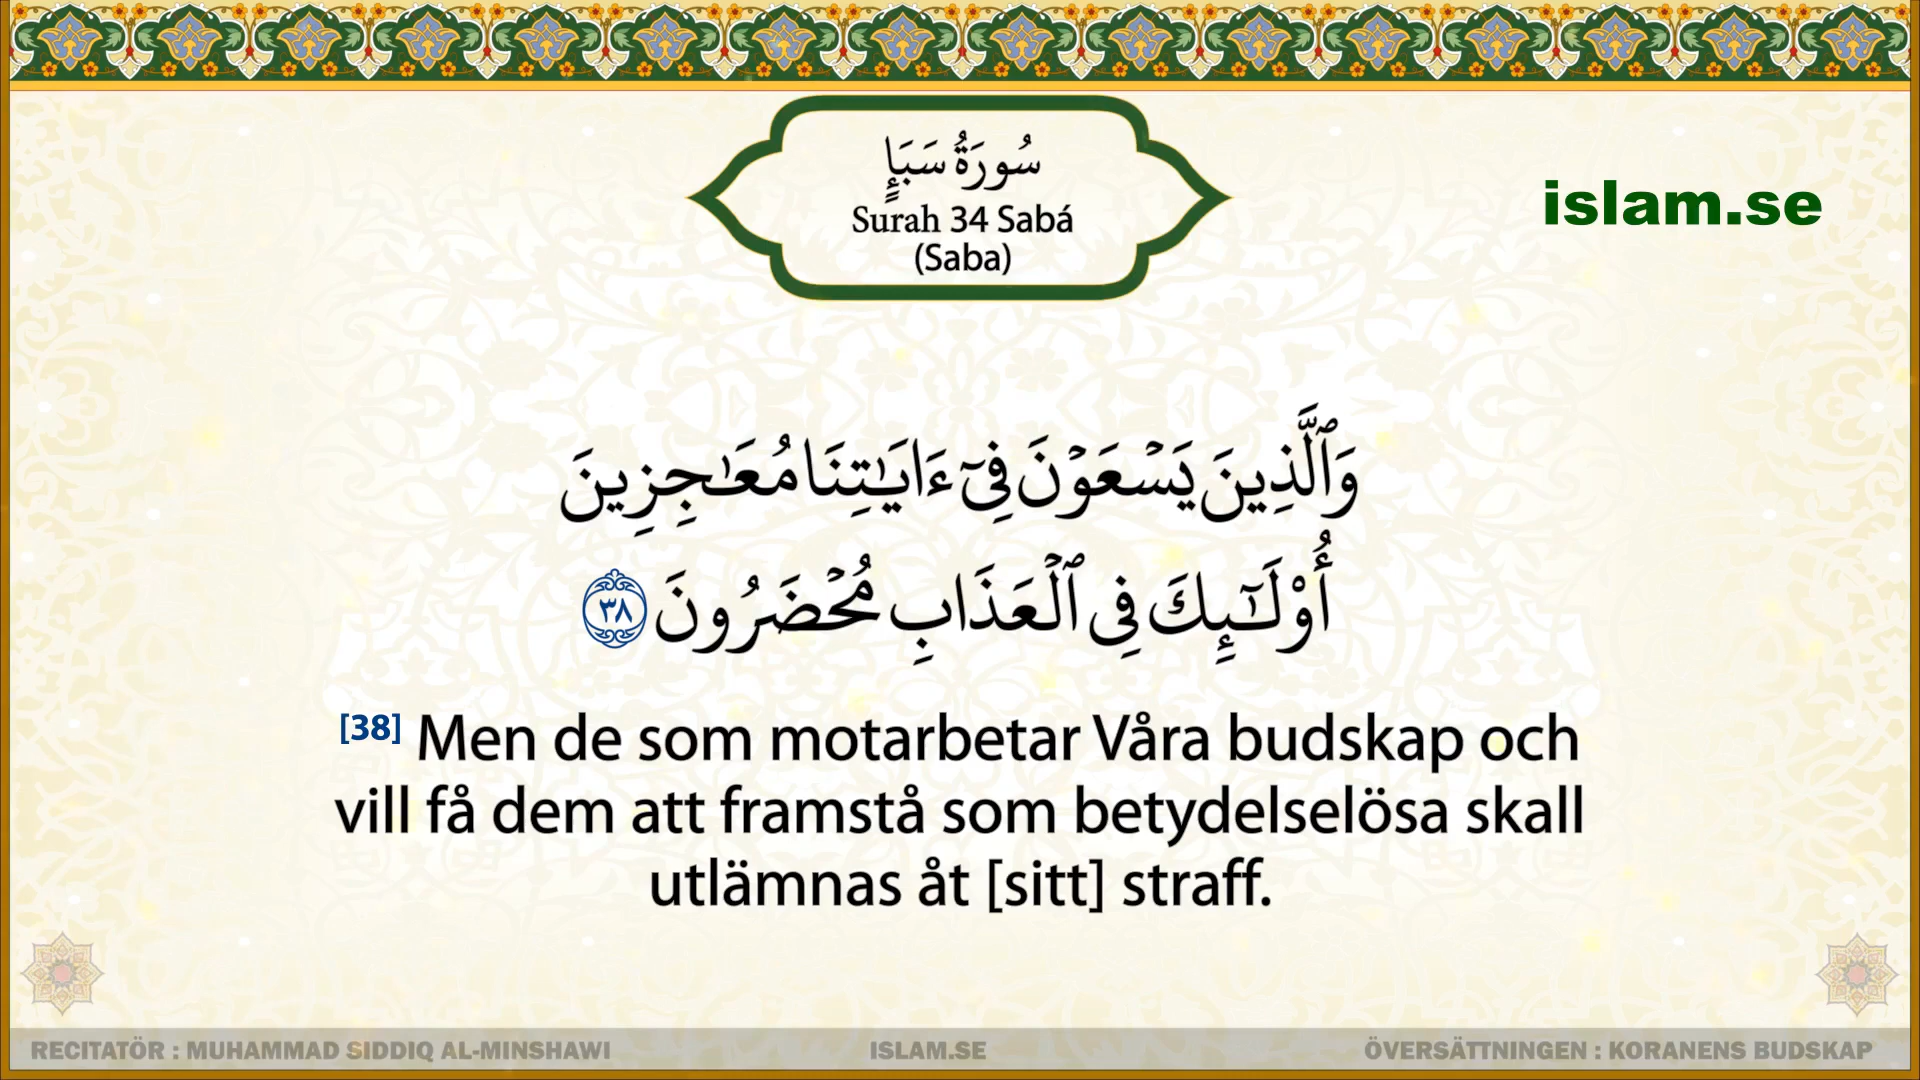 سُورَةُ سَبَإٍ
Surah 34 Sabá
(Saba)
islam.se
وَٱلَّذِينَ يَسْعَوْنَ فِىٓ ءَايَـٰتِنَا مُعَـٰجِزِينَ
أُو۟لَـٰٓئِكَ فِى ٱلْعَذَابِ مُحْضَرُونَ ٣٨
[38] Men de som motarbetar Våra budskap och
vill få dem att framstå som betydelselösa skall
utlämnas åt [sitt] straff.
RECITATÖR : MUHAMMAD SIDDIQ AL-MINSHAWI
ISLAM.SE
ÖVERSÄTTNINGEN : KORANENS BUDSKAP